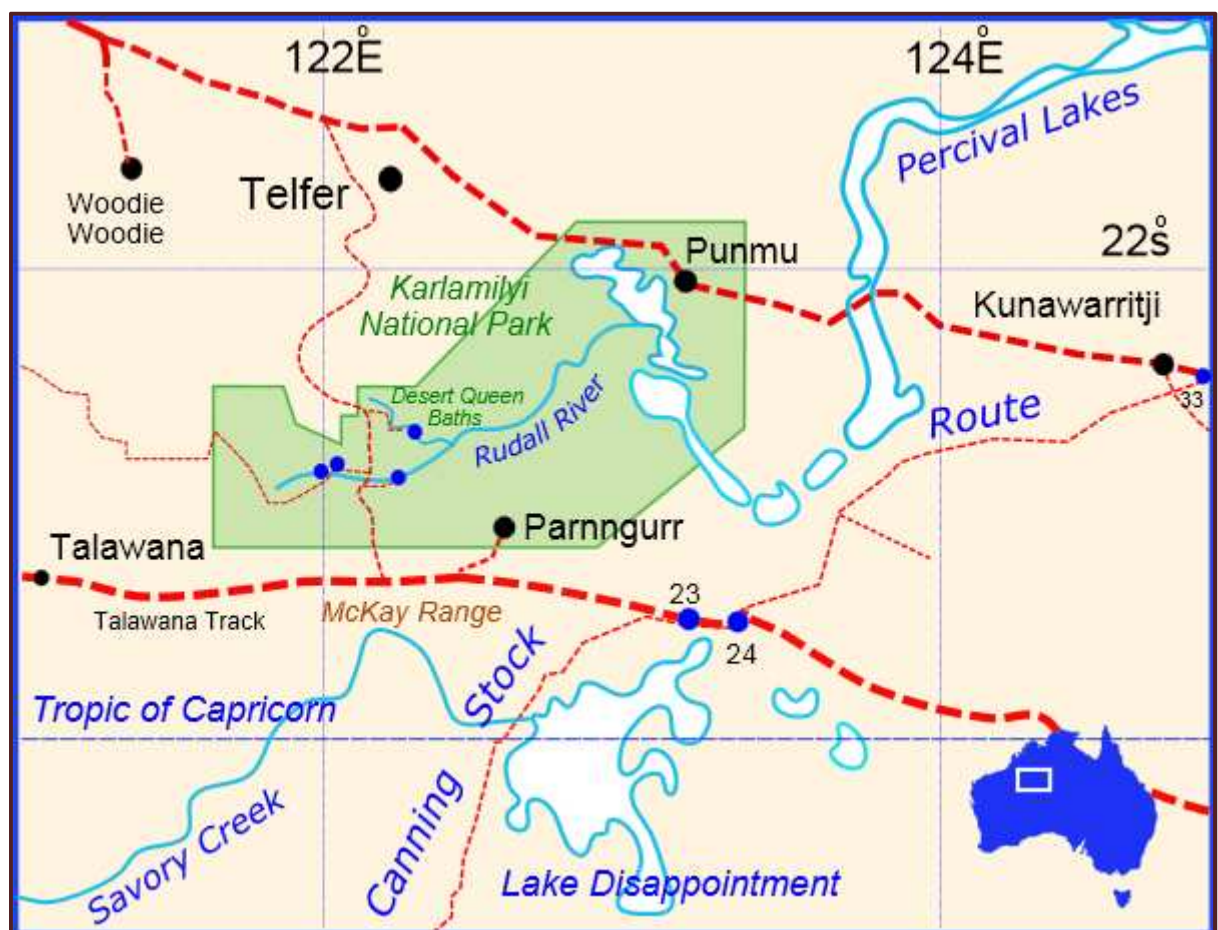 122°E
124°E
Percival Lakes
Woodie
Woodie
Telfer
22°s
Punmu
Karlamilyi
National Park
Kunawarritji
Desert Queen
Baths
33
Rudall River
Route
Parnngurr
Talawana
Talawana Track
McKay Range
23
24
Stock
Tropic of Capricorn
Canning
Savory Creek
Lake Disappointment